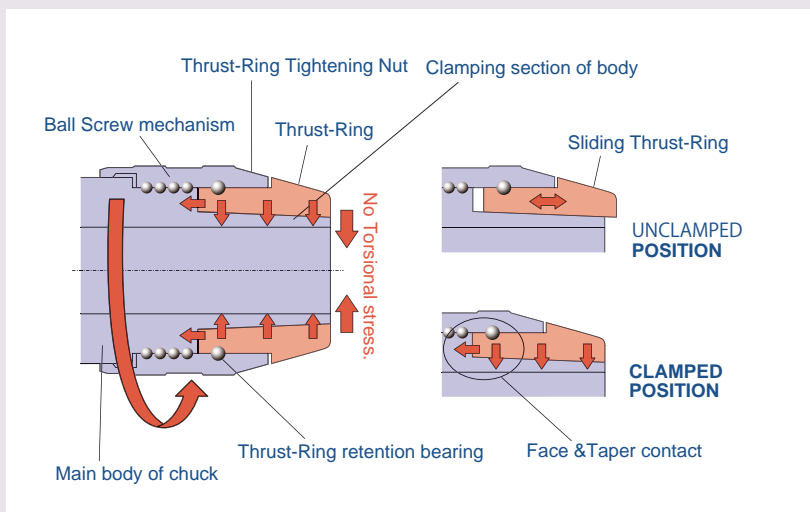 Thrust-Ring Tightening Nut
Clamping section of body
Ball Screw mechanism
Thrust-Ring
Sliding Thrust-Ring
No Torsional stress.
UNCLAMPED
POSITION
CLAMPED
POSITION
Thrust-Ring retention bearing
Face &Taper contact
Main body of chuck